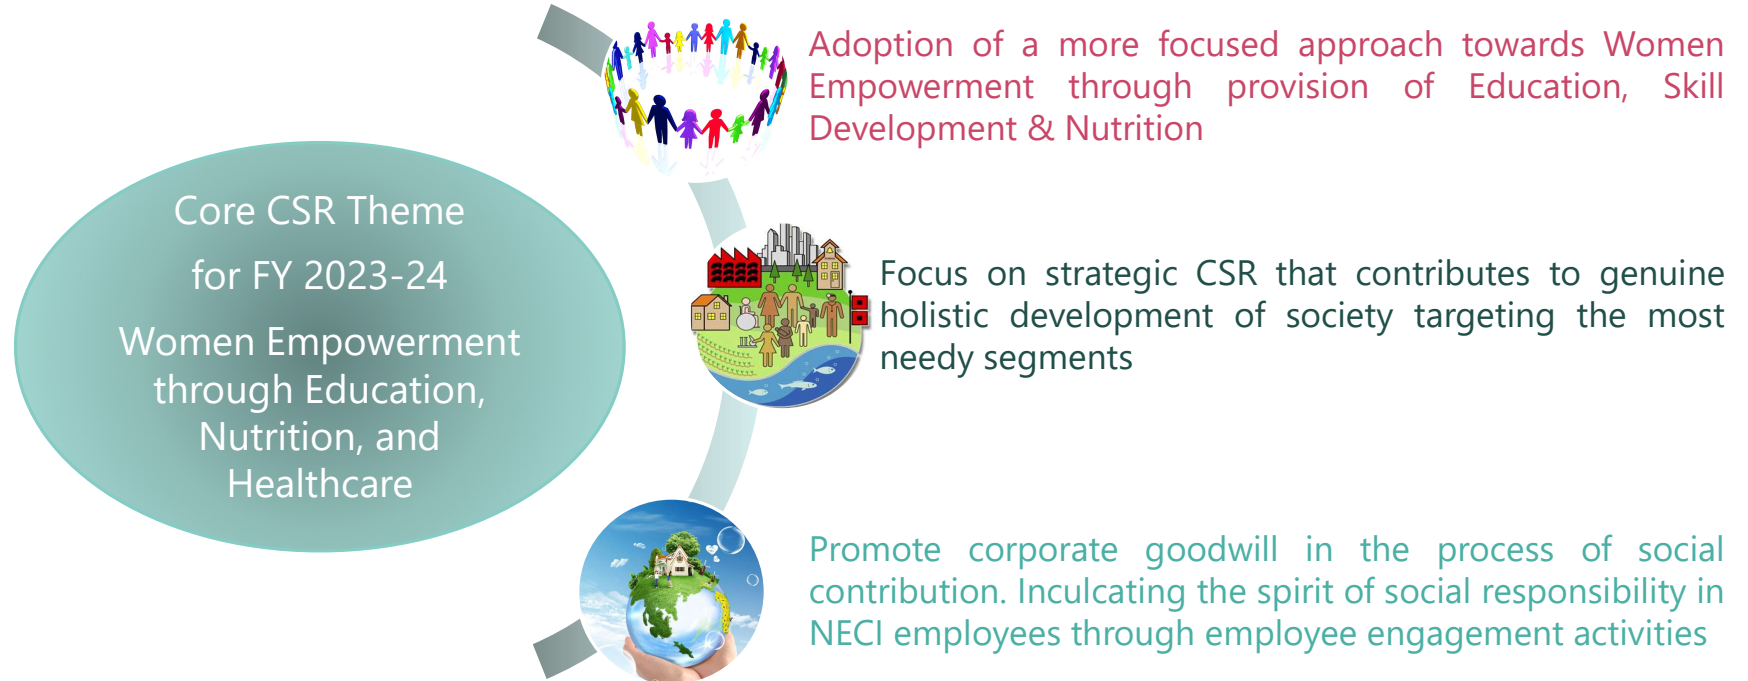 Core CSR Theme
for FY 2023-24
Women Empowerment
through Education,
Nutrition, and
Healthcare
Adoption of a more focused approach towards Women
Empowerment through provision of Education, Skill
Development & Nutrition
Focus on strategic CSR that contributes to genuine
holistic development of society targeting the most
needy segments
Promote corporate goodwill in the process of social
contribution. Inculcating the spirit of social responsibility in
NECI employees through employee engagement activities